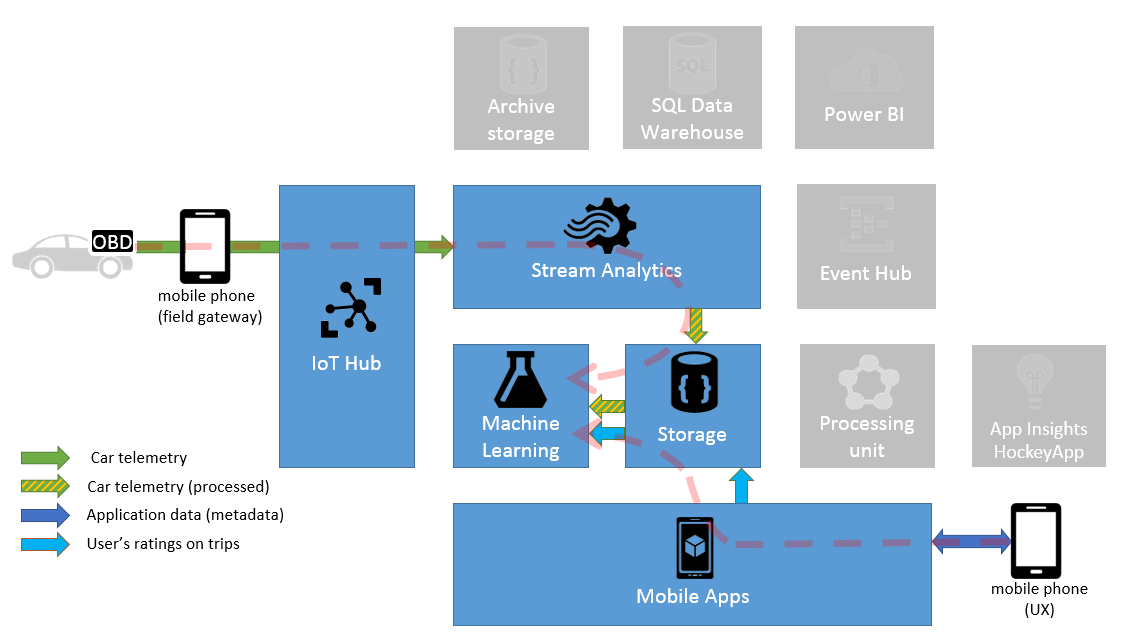 Archive
storage
SQL
SQL Data
Warehouse
Power BI
OBD
mobile phone
(field gateway)
IoT Hub
Stream Analytics
Event Hub
Machine
Learning
{ }
Storage
Processing
unit
App Insights
HockeyApp
Car telemetry
Car telemetry (processed)
Application data (metadata)
User’s ratings on trips
Mobile Apps
mobile phone
(UX)